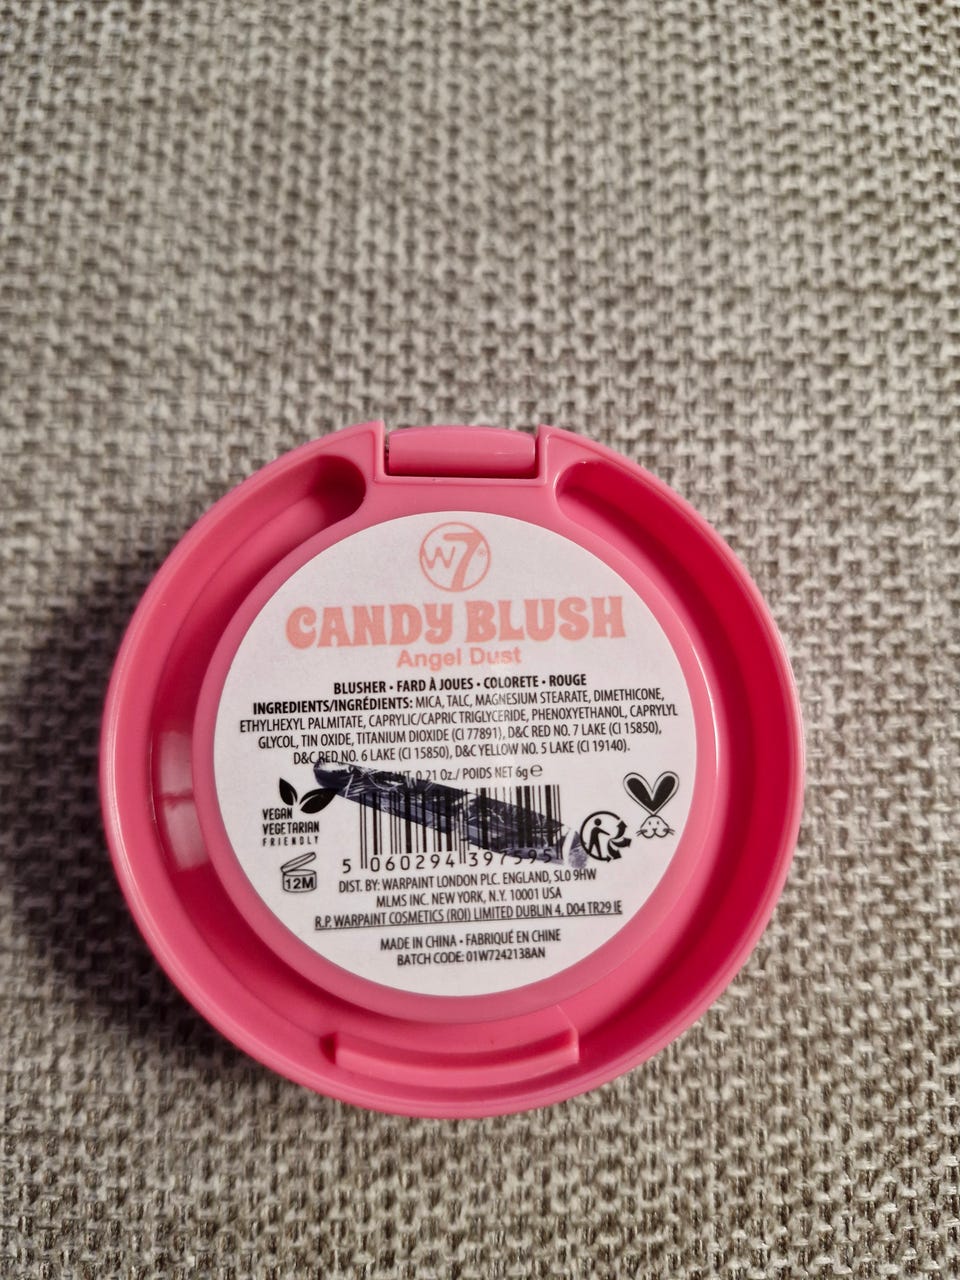 W7®
CANDY BLUSH
Angel Dust
BLUSHER • FARD À JOUES • COLORETE • ROUGE
INGREDIENTS/INGRÉDIENTS: MICA, TALC, MAGNESIUM STEARATE, DIMETHICONE,
ETHYLHEXYL PALMITATE, CAPRYLIC/CAPRIC TRIGLYCERIDE, PHENOXYETHANOL, CAPRYLYL
GLYCOL, TIN OXIDE, TITANIUM DIOXIDE (CI 77891), D&C RED NO. 7 LAKE (CI 15850),
D&C RED NO. 6 LAKE (CI 15850), D&C YELLOW NO. 5 LAKE (CI 19140).
WT. 0.21 Oz./ POIDS NET 6g ℮
VEGAN
VEGETARIAN
FRIENDLY
12M
5 060294 397595
DIST. BY: WARPAINT LONDON PLC. ENGLAND, SL0 9HW
MLMS INC. NEW YORK, N.Y. 10001 USA
R.P. WARPAINT COSMETICS (ROI) LIMITED DUBLIN 4, D04 TR29 IE
MADE IN CHINA • FABRIQUÉ EN CHINE
BATCH CODE: 01W7242138AN